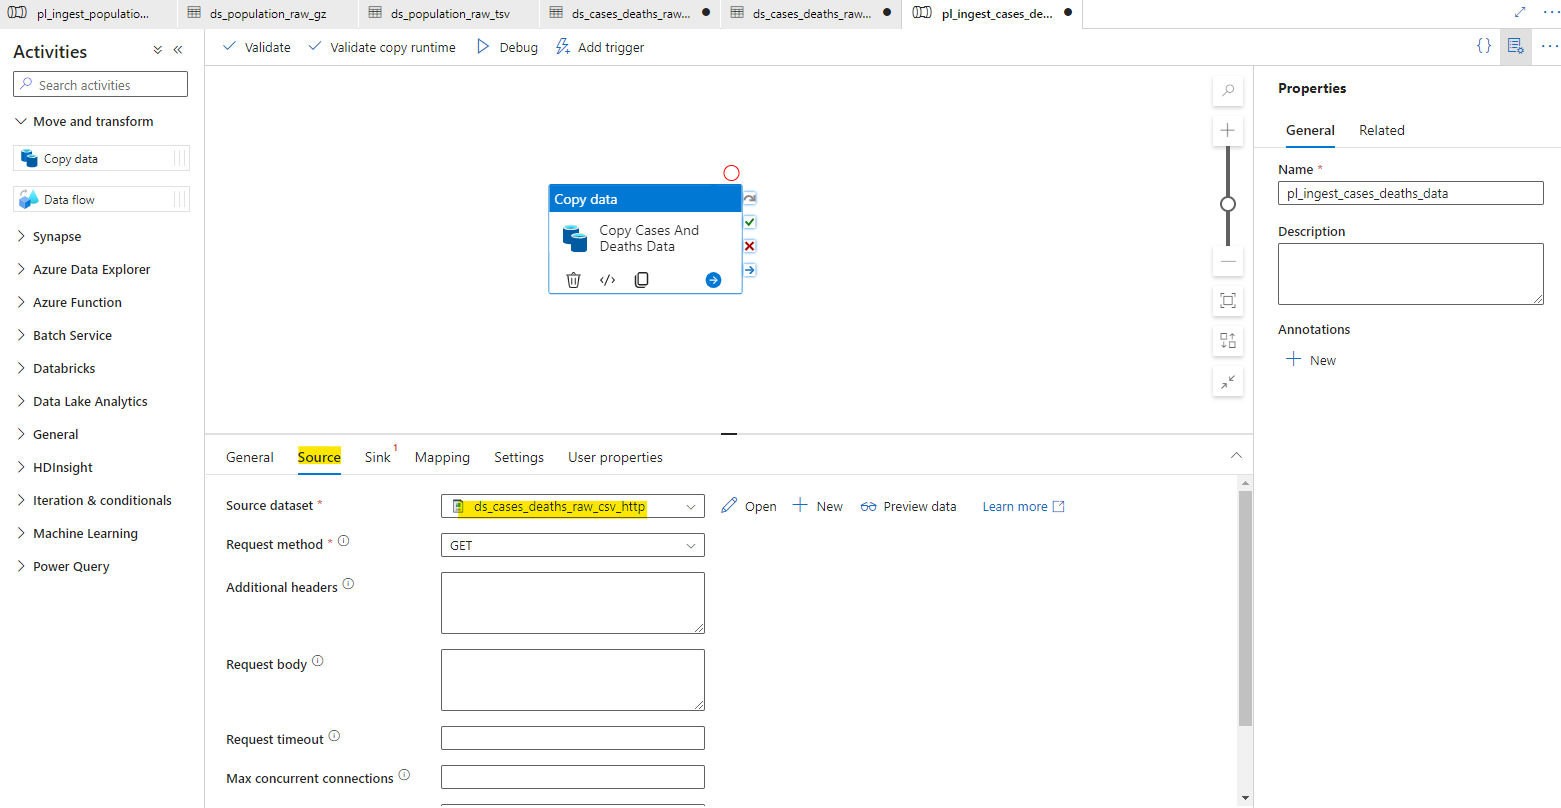 pl_ingest_populatio...
ds_population_raw_gz
ds_population_raw_tsv
ds_cases_deaths_raw...
ds_cases_deaths_raw...
pl_ingest_cases_de...
Activities
Search activities
Move and transform
Copy data
Data flow
Synapse
Azure Data Explorer
Azure Function
Batch Service
Databricks
Data Lake Analytics
General
HDInsight
Iteration & conditionals
Machine Learning
Power Query
Validate
Validate copy runtime
Debug
Add trigger
Copy data
Copy Cases And
Deaths Data
General
Source
Sink 1
Mapping
Settings
User properties
Source dataset *
ds_cases_deaths_raw_csv_http
Open
New
Preview data
Learn more
Request method *
GET
Additional headers
Request body
Request timeout
Max concurrent connections
Properties
General
Related
Name *
pl_ingest_cases_deaths_data
Description
Annotations
New